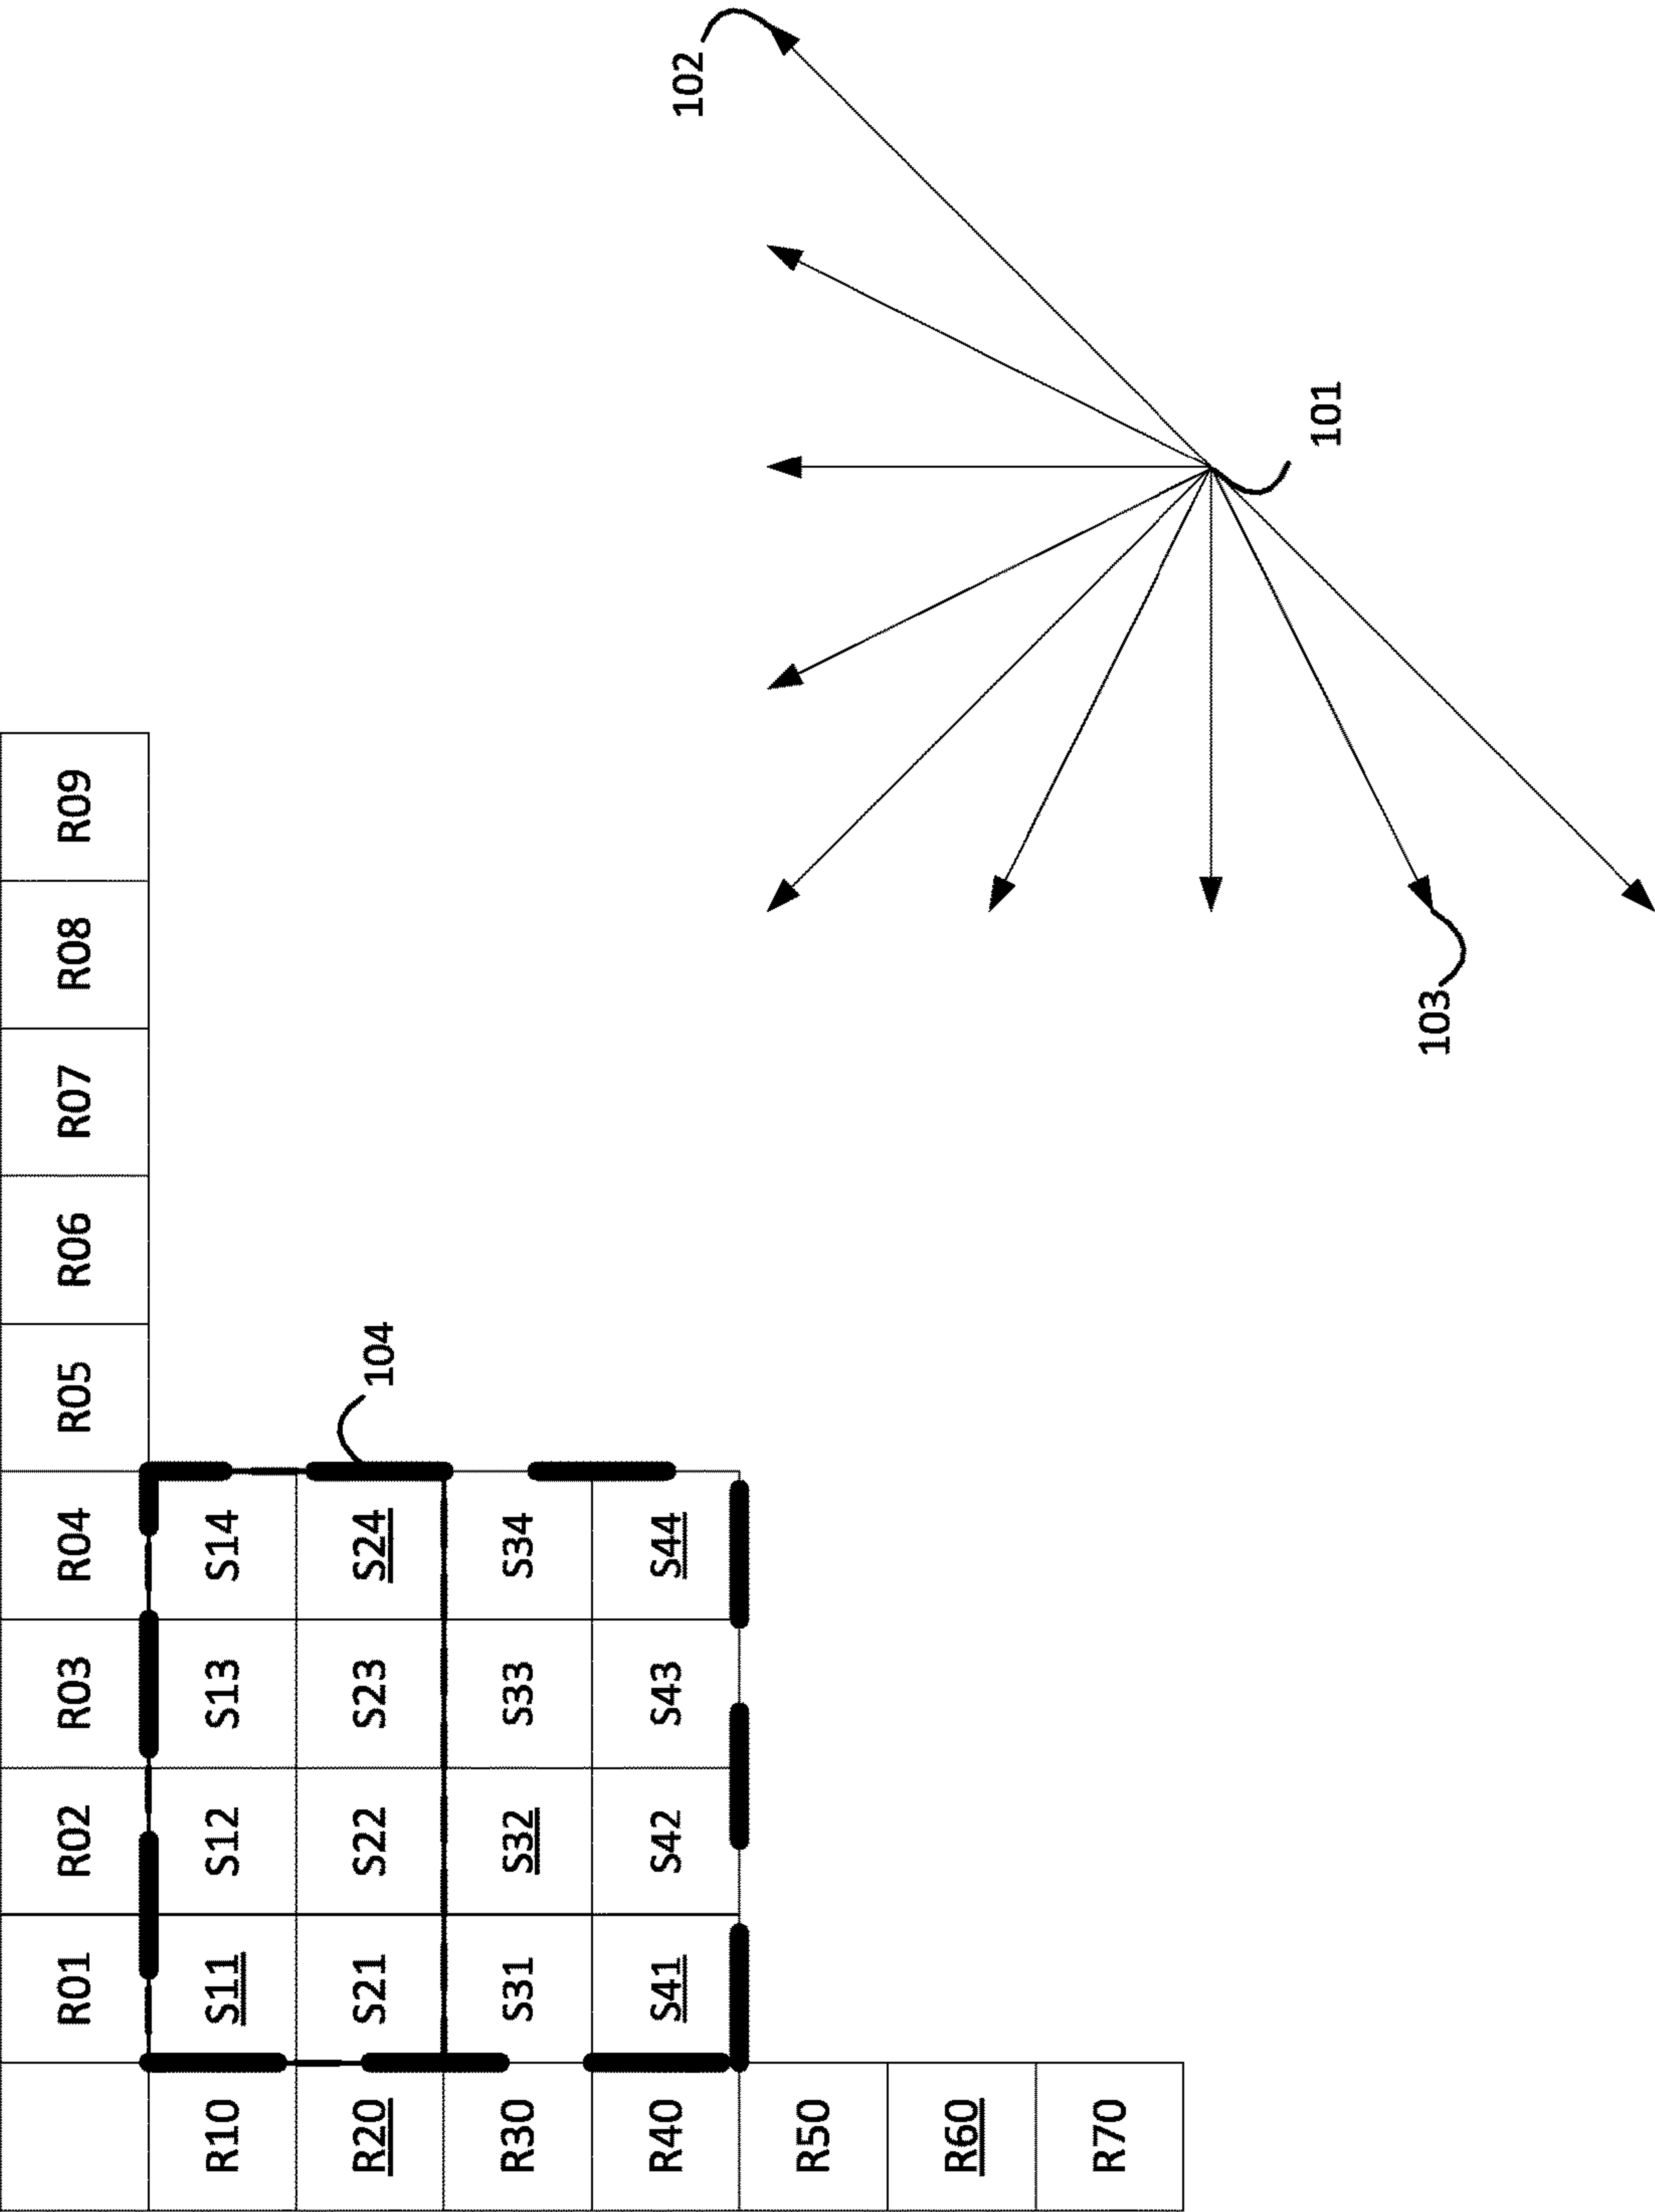 R01 R02 R03 R04 R05 R06 R07 R08 R09
R10 S11 S12 S13 S14
R20 S21 S22 S23 S24
104
R30 S31 S32 S33 S34
R40 S41 S42 S43 S44
R50
R60
R70
102
101
103